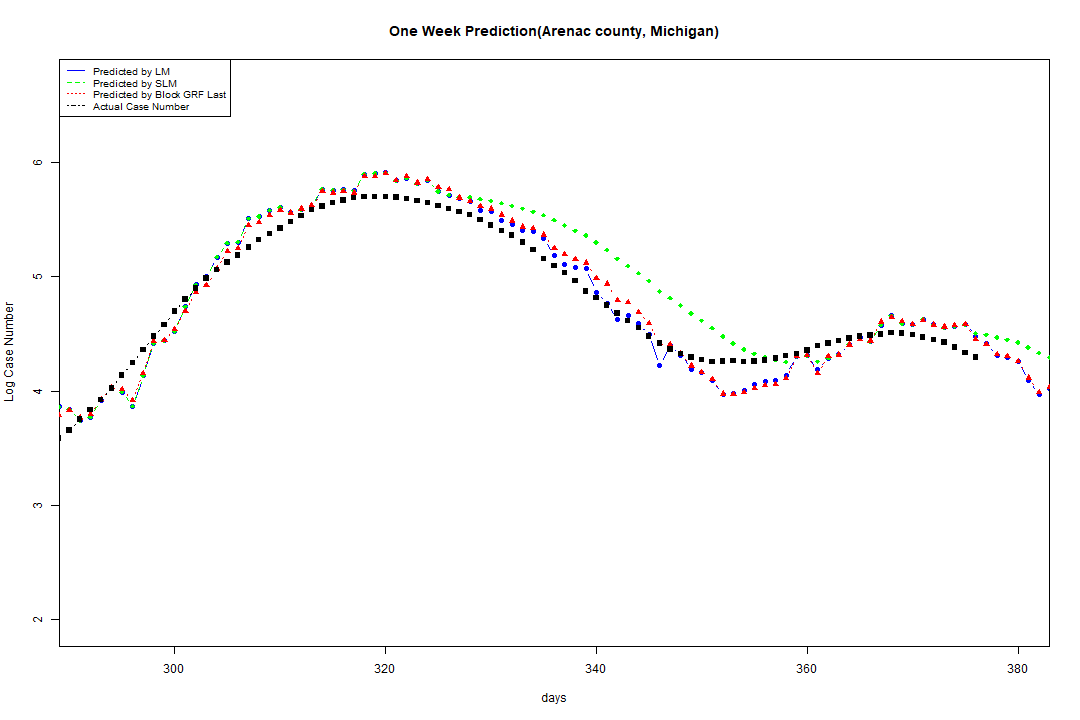 One Week Prediction(Arenac county, Michigan)
Predicted by LM
Predicted by SLM
Predicted by Block GRF Last
Actual Case Number
6
5
4
3
2
Log Case Number
300 320 340 360 380
days